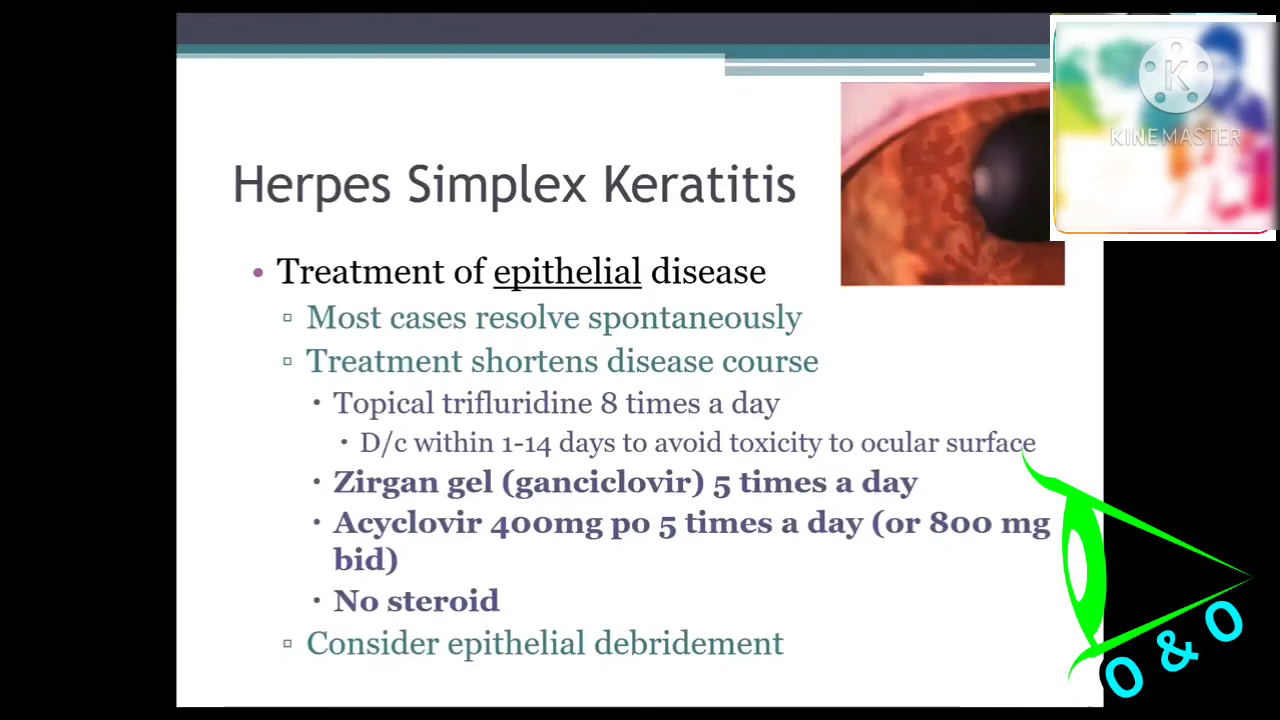 K
KINEMASTER
Herpes Simplex Keratitis
• Treatment of epithelial disease
▫ Most cases resolve spontaneously
▫ Treatment shortens disease course
• Topical trifluridine 8 times a day
• D/c within 1-14 days to avoid toxicity to ocular surface
• Zirgan gel (ganciclovir) 5 times a day
• Acyclovir 400mg po 5 times a day (or 800 mg
bid)
• No steroid
▫ Consider epithelial debridement
O & O